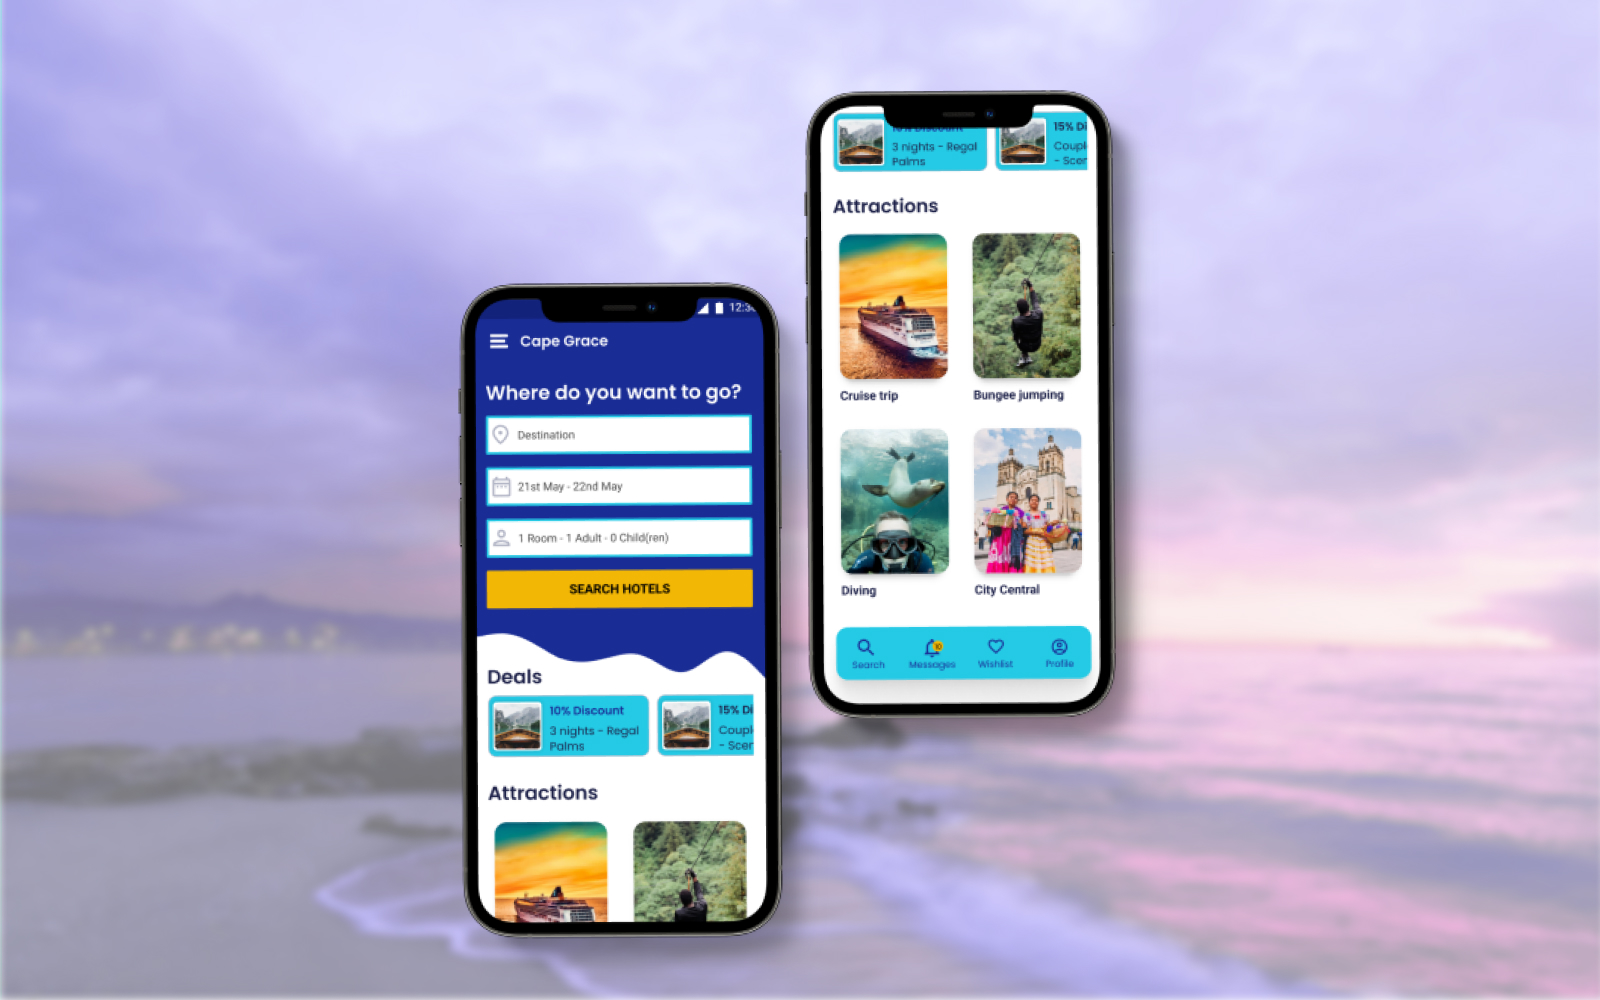 12:3
Cape Grace
Where do you want to go?
Destination
21st May - 22nd May
1 Room - 1 Adult - 0 Child(ren)
SEARCH HOTELS
Deals
10% Discount
3 nights - Regal
Palms
15% Di
Coupl
- Scer
Attractions
10% Discount
3 nights - Regal
Palms
15% Di
Coupl
- Scer
Attractions
Cruise trip
Bungee jumping
Diving
City Central
Search
Messages
Wishlist
Profile